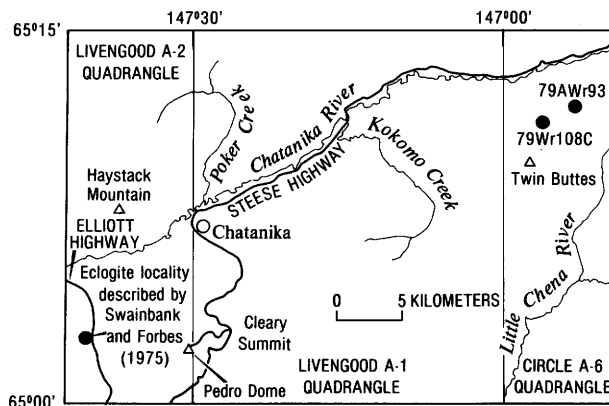 147°30'
147°00'
65°15'
LIVENGOOD A-2
QUADRANGLE
Poker Creek
Chatanika River
STEESE HIGHWAY
Kokomo Creek
79AWr93
79Wr108C
Twin Buttes
Haystack
Mountain
ELLIOTT
HIGHWAY
Chatanika
Eclogite locality
described by
Swainbank
and Forbes
(1975)
0 5 KILOMETERS
Cleary
Summit
Pedro Dome
Little Chena River
LIVENGOOD A-1
QUADRANGLE
CIRCLE A-6
QUADRANGLE
65°00'